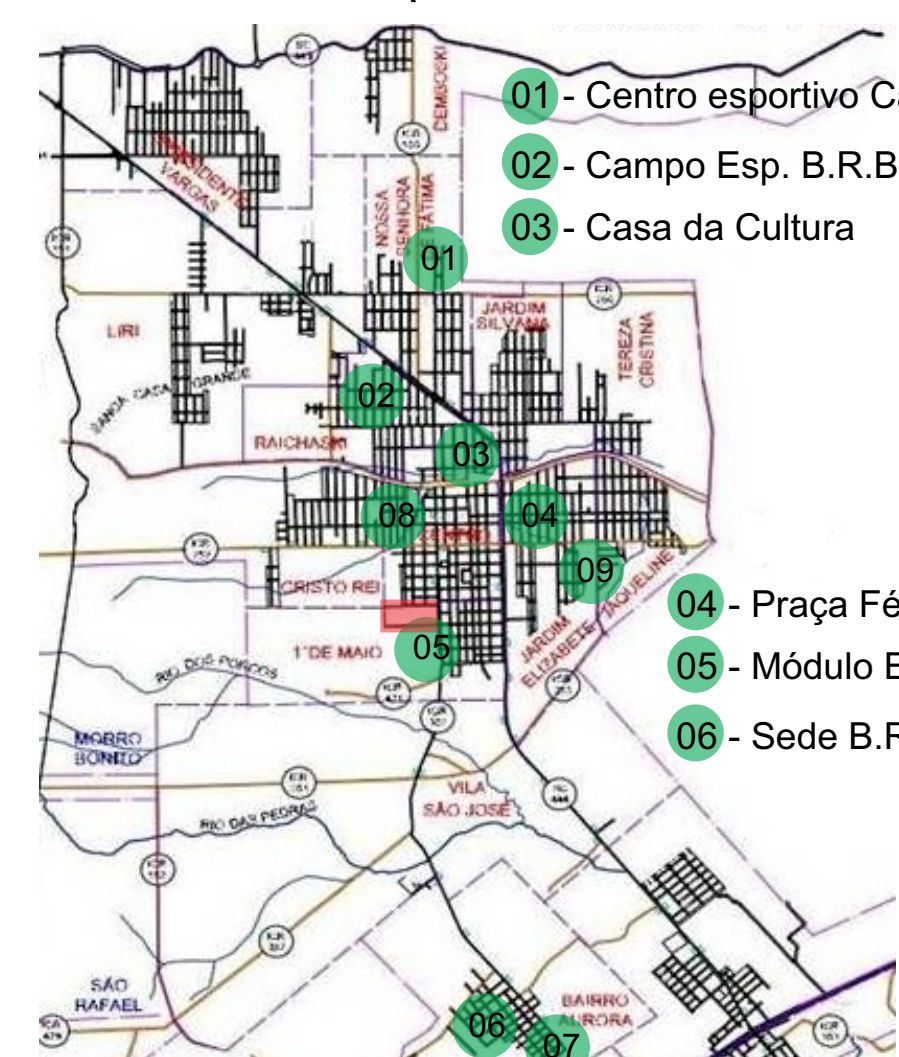 01 - Centro esportivo Ca
02 - Campo Esp. B.R.B
03 - Casa da Cultura
DEMBOSKI
VARGAS
NOSSA
SENHORA
FÁTIMA
01
LIRI
JARDIM
SILVANA
TEREZA
CRISTINA
SANGA CASA GRANDE
02
RAICHASKI
03
08
04
09
CRISTO REI
04 - Praça Fé
1°DE MAIO
05
JARDIM
ELIZABETE
JAQUELINE
05 - Módulo E
RIO DOS PORCOS
06 - Sede B.R
MORRO
BONITO
VILA
SÃO JOSÉ
RIO DAS PEDRAS
SÃO
RAFAEL
BAIRRO
AURORA
06
07